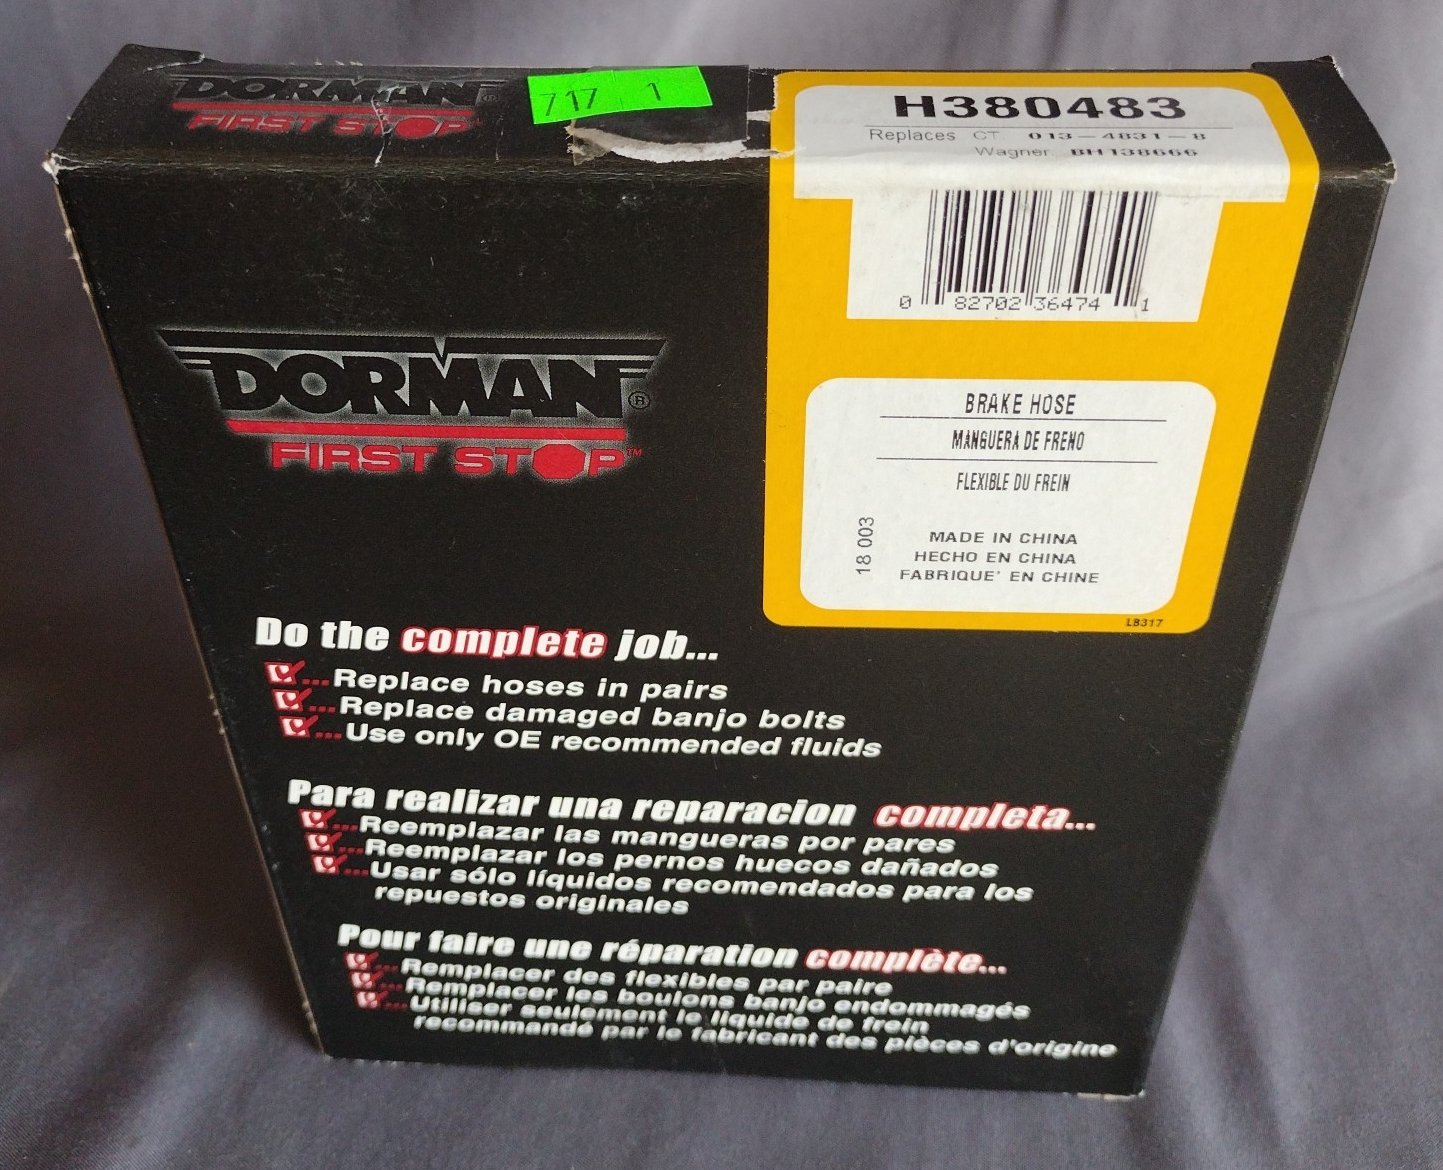 DORMAN®
FIRST STOP
717 1
H380483
Replaces CT. 013-4831-8
Wagner. BH138666
0 82702 36474 1
DORMAN®
FIRST STOP™
BRAKE HOSE
MANGUERA DE FRENO
FLEXIBLE DU FREIN
18 003
MADE IN CHINA
HECHO EN CHINA
FABRIQUE' EN CHINE
LB317
Do the complete job...
...Replace hoses in pairs
...Replace damaged banjo bolts
...Use only OE recommended fluids
Para realizar una reparacion completa...
...Reemplazar las mangueras por pares
...Reemplazar los pernos huecos dañados
...Usar sólo líquidos recomendados para los
repuestos originales
Pour faire une réparation complète...
...Remplacer des flexibles par paire
...Remplacer les boulons banjo endommagés
...Utiliser seulement le liquide de frein
recommandé par le fabricant des pièces d'origine